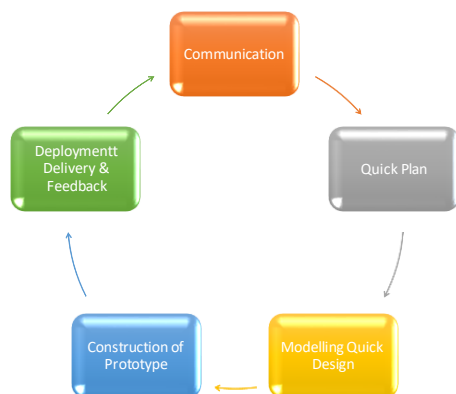 Communication
Quick Plan
Modelling Quick
Design
Construction of
Prototype
Deploymentt
Delivery &
Feedback